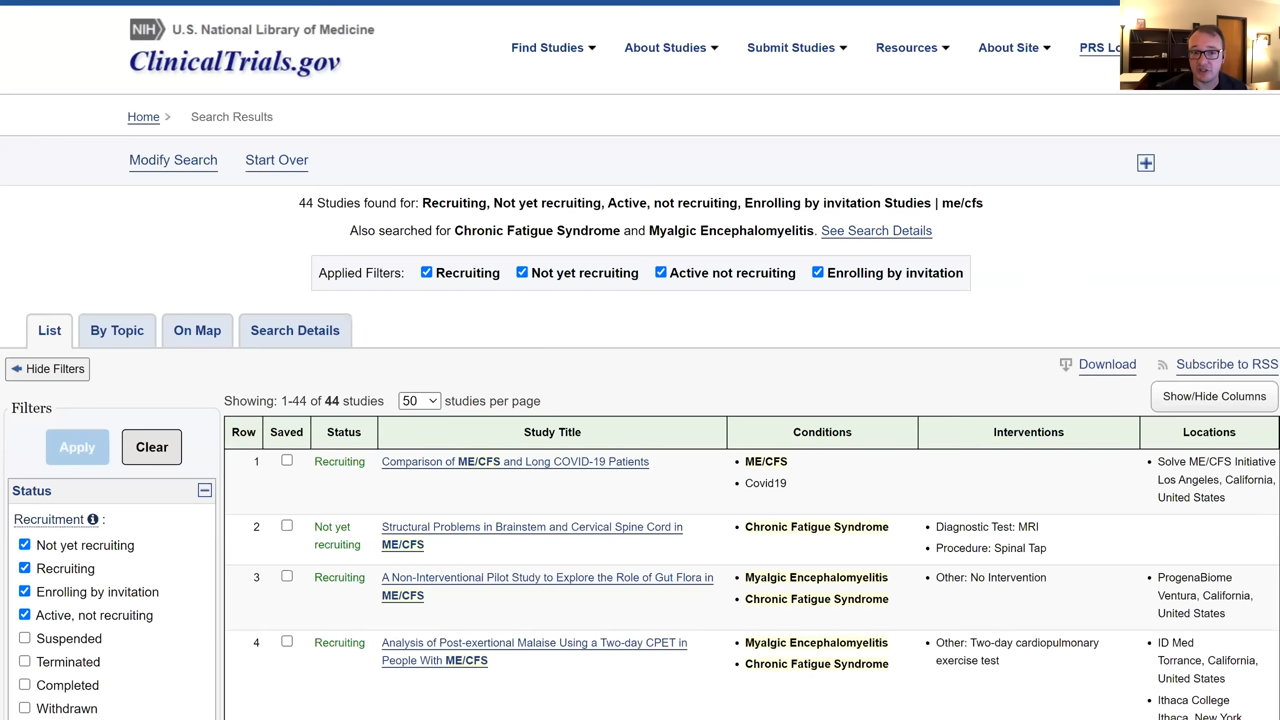 NIH U.S. National Library of Medicine
ClinicalTrials.gov
Find Studies About Studies Submit Studies Resources About Site PRS Lo
Home > Search Results
Modify Search Start Over
44 Studies found for: Recruiting, Not yet recruiting, Active, not recruiting, Enrolling by invitation Studies | me/cfs
Also searched for Chronic Fatigue Syndrome and Myalgic Encephalomyelitis. See Search Details
Applied Filters: Recruiting Not yet recruiting Active not recruiting Enrolling by invitation
List By Topic On Map Search Details
Hide Filters
Download Subscribe to RSS
Show/Hide Columns
Showing: 1-44 of 44 studies 50 studies per page
Filters
Apply Clear
Status
Recruitment :
Not yet recruiting
Recruiting
Enrolling by invitation
Active, not recruiting
Suspended
Terminated
Completed
Withdrawn
Row Saved Status Study Title Conditions Interventions Locations
1 Recruiting Comparison of ME/CFS and Long COVID-19 Patients
• ME/CFS
• Covid19
• Solve ME/CFS Initiative
Los Angeles, California,
United States
2 Not yet
recruiting
Structural Problems in Brainstem and Cervical Spine Cord in
ME/CFS
• Chronic Fatigue Syndrome
• Diagnostic Test: MRI
• Procedure: Spinal Tap
3 Recruiting A Non-Interventional Pilot Study to Explore the Role of Gut Flora in
ME/CFS
• Myalgic Encephalomyelitis
• Chronic Fatigue Syndrome
• Other: No Intervention
• ProgenaBiome
Ventura, California,
United States
4 Recruiting Analysis of Post-exertional Malaise Using a Two-day CPET in
People With ME/CFS
• Myalgic Encephalomyelitis
• Chronic Fatigue Syndrome
• Other: Two-day cardiopulmonary
exercise test
• ID Med
Torrance, California,
United States
• Ithaca College
Ithaca, New York